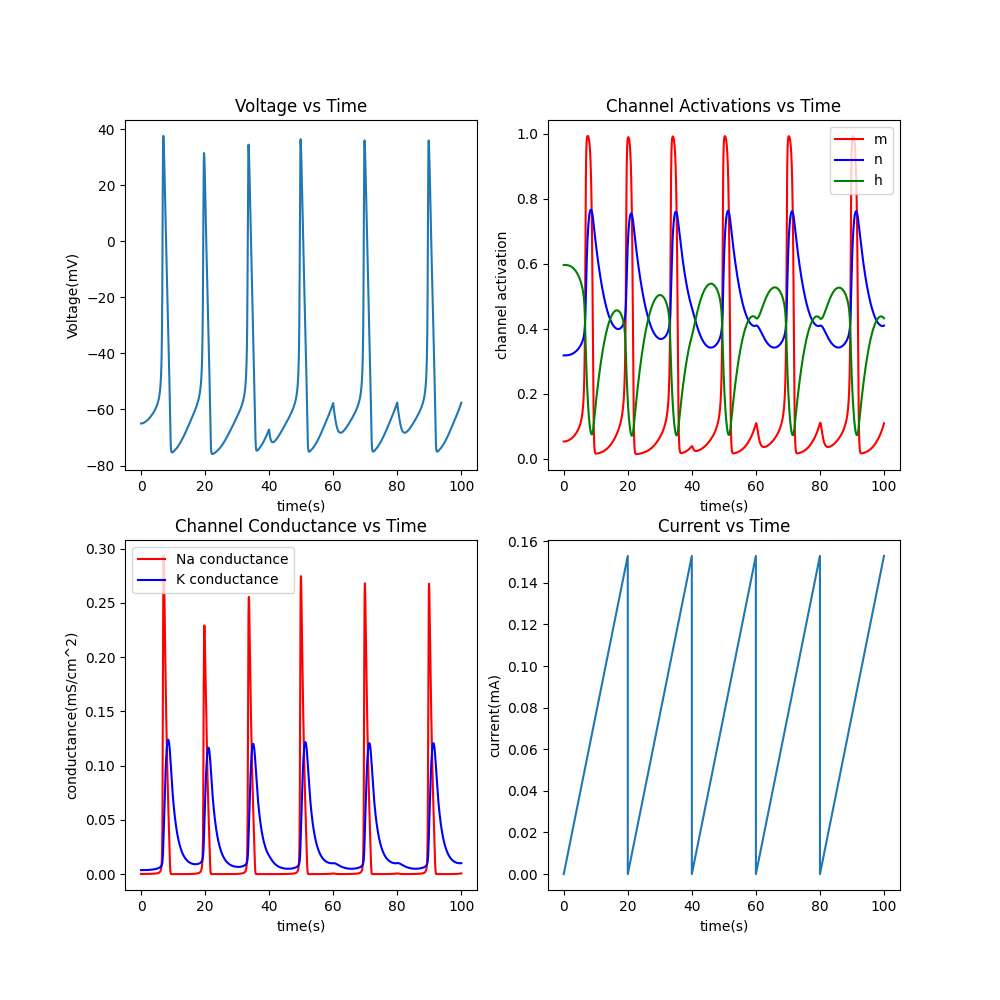 Voltage vs Time
40
20
0
−20
−40
−60
−80
Voltage(mV)
0 20 40 60 80 100
time(s)
Channel Activations vs Time
1.0
0.8
0.6
0.4
0.2
0.0
channel activation
m
n
h
0 20 40 60 80 100
time(s)
Channel Conductance vs Time
0.30
0.25
0.20
0.15
0.10
0.05
0.00
conductance(mS/cm^2)
Na conductance
K conductance
0 20 40 60 80 100
time(s)
Current vs Time
0.16
0.14
0.12
0.10
0.08
0.06
0.04
0.02
0.00
current(mA)
0 20 40 60 80 100
time(s)